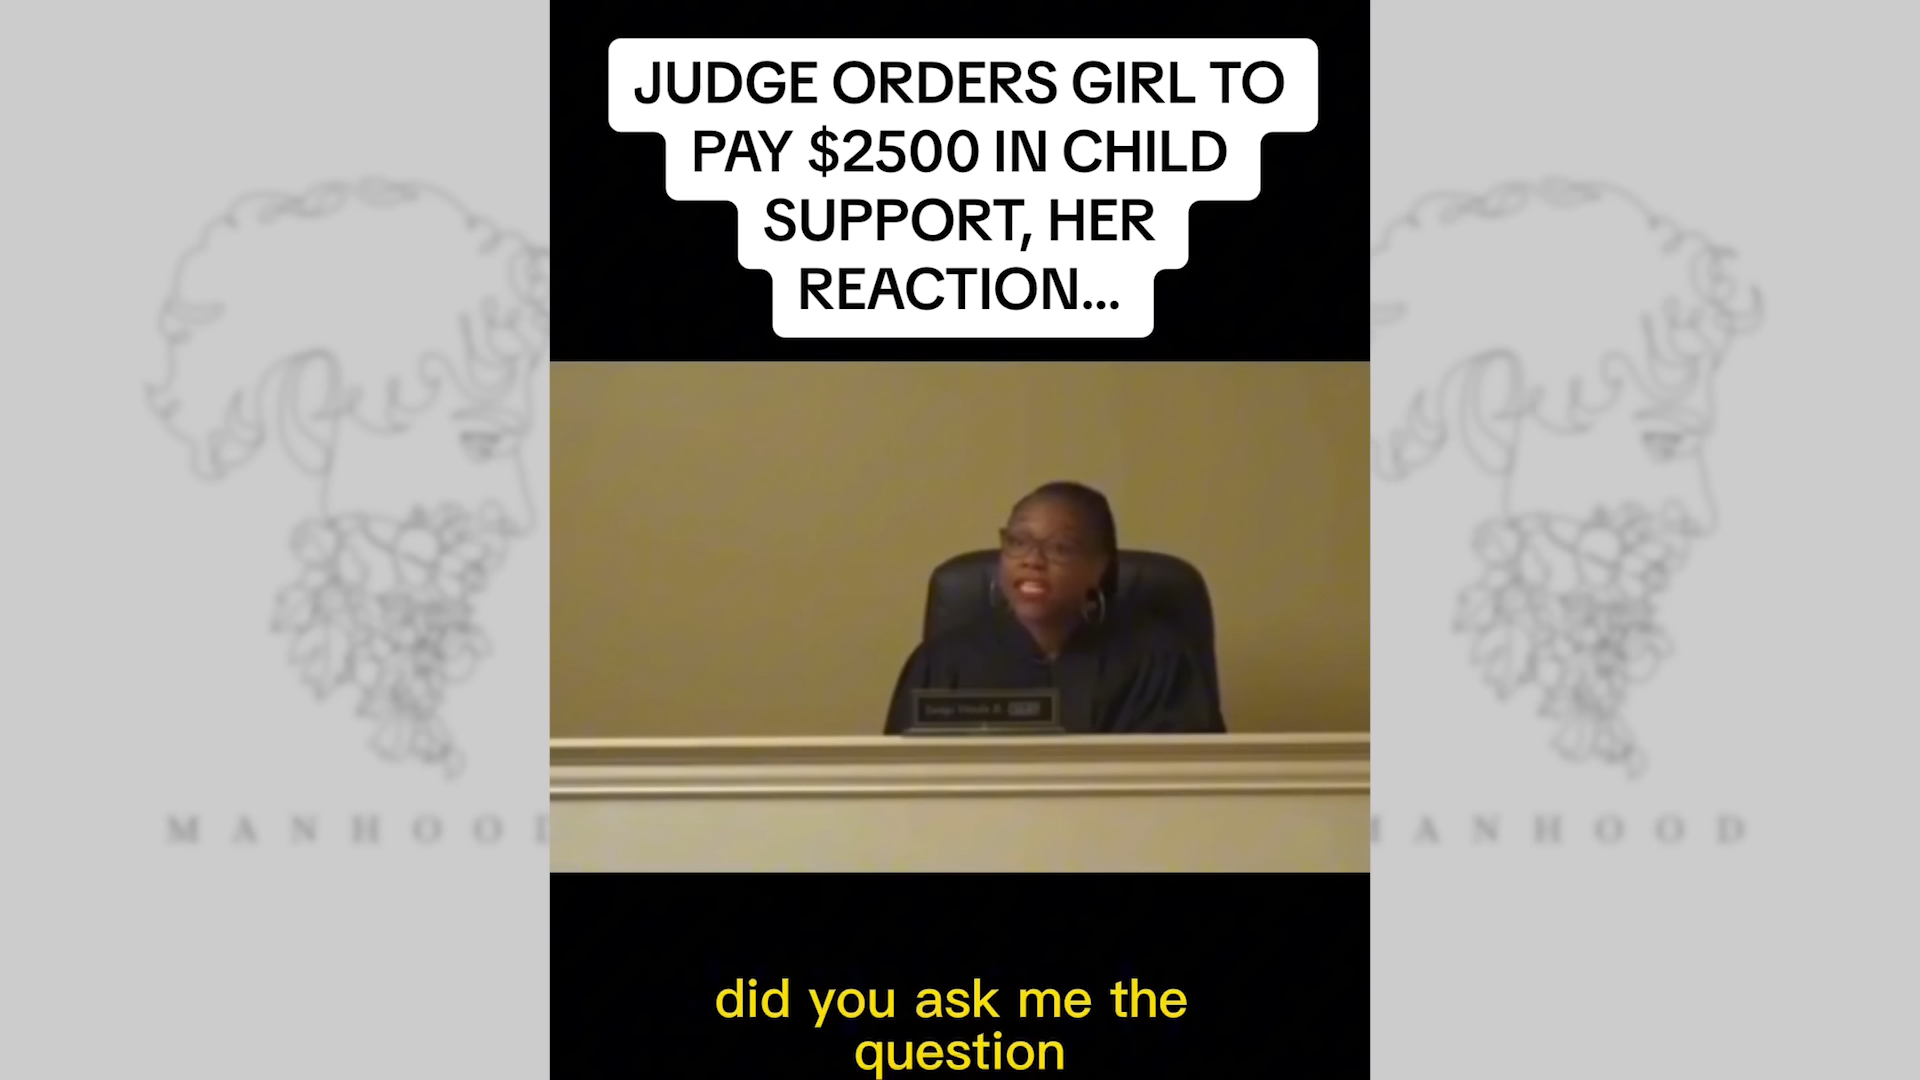 JUDGE ORDERS GIRL TO
PAY $2500 IN CHILD
SUPPORT, HER
REACTION...
MANHOOD
MANHOOD
did you ask me the
question